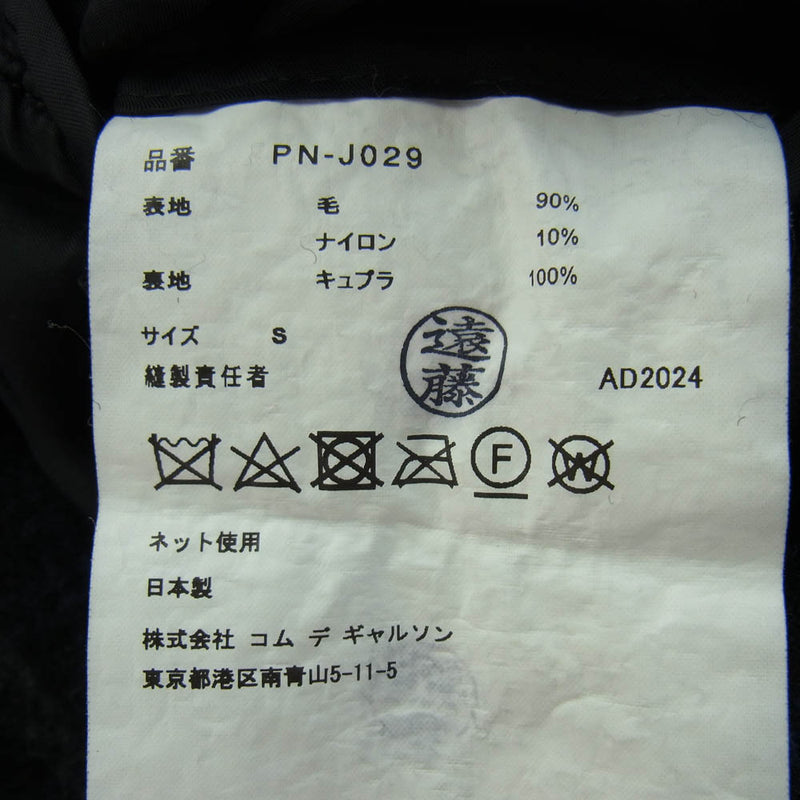 品番 PN-J029
表地 毛 90%
ナイロン 10%
裏地 キュプラ 100%
サイズ S
縫製責任者 遠藤 AD2024
F W
ネット使用
日本製
株式会社 コム デ ギャルソン
東京都港区南青山5-11-5